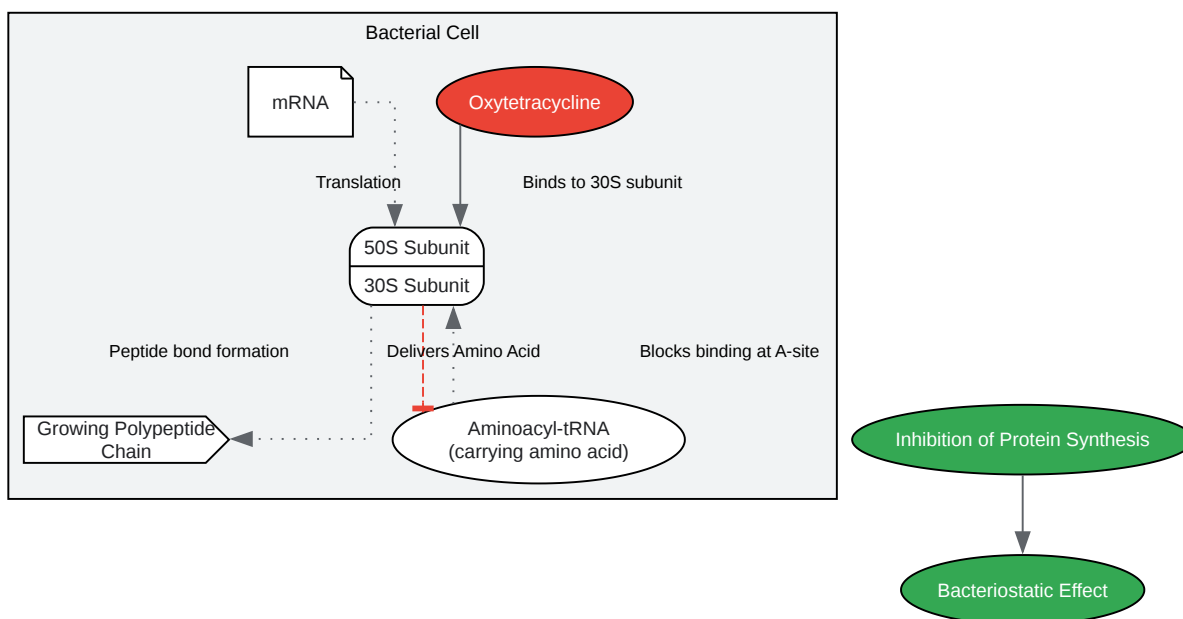 Bacterial Cell
mRNA
Oxytetracycline
Translation
Binds to 30S subunit
50S Subunit
30S Subunit
Peptide bond formation
Delivers Amino Acid
Blocks binding at A-site
Growing Polypeptide
Chain
Aminoacyl-tRNA
(carrying amino acid)
Inhibition of Protein Synthesis
Bacteriostatic Effect